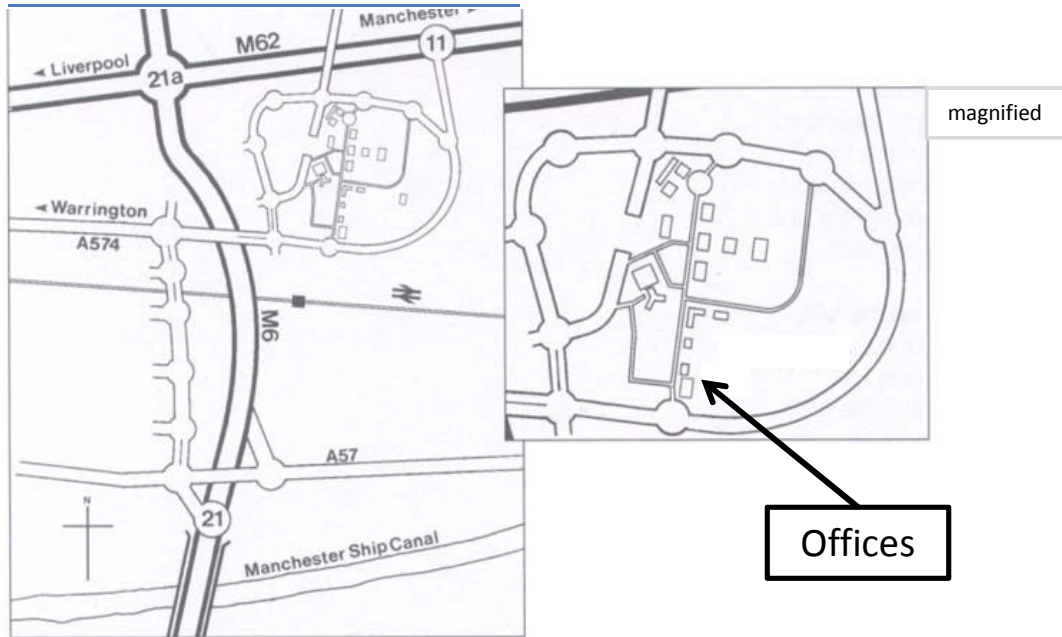 Manchester
11
M62
Liverpool
21a
magnified
Warrington
A574
M6
A57
N
21
Manchester Ship Canal
Offices